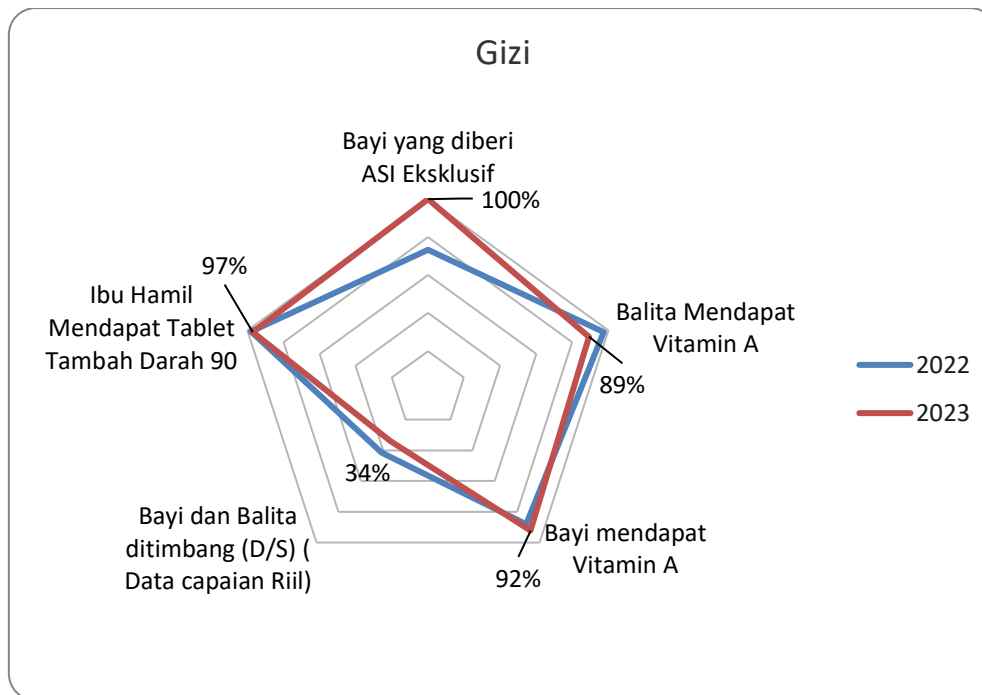 Gizi
Bayi yang diberi
ASI Eksklusif
100%
97%
Ibu Hamil
Mendapat Tablet
Tambah Darah 90
Balita Mendapat
Vitamin A
89%
2022
2023
34%
Bayi dan Balita
ditimbang (D/S) (
Data capaian Riil)
Bayi mendapat
Vitamin A
92%